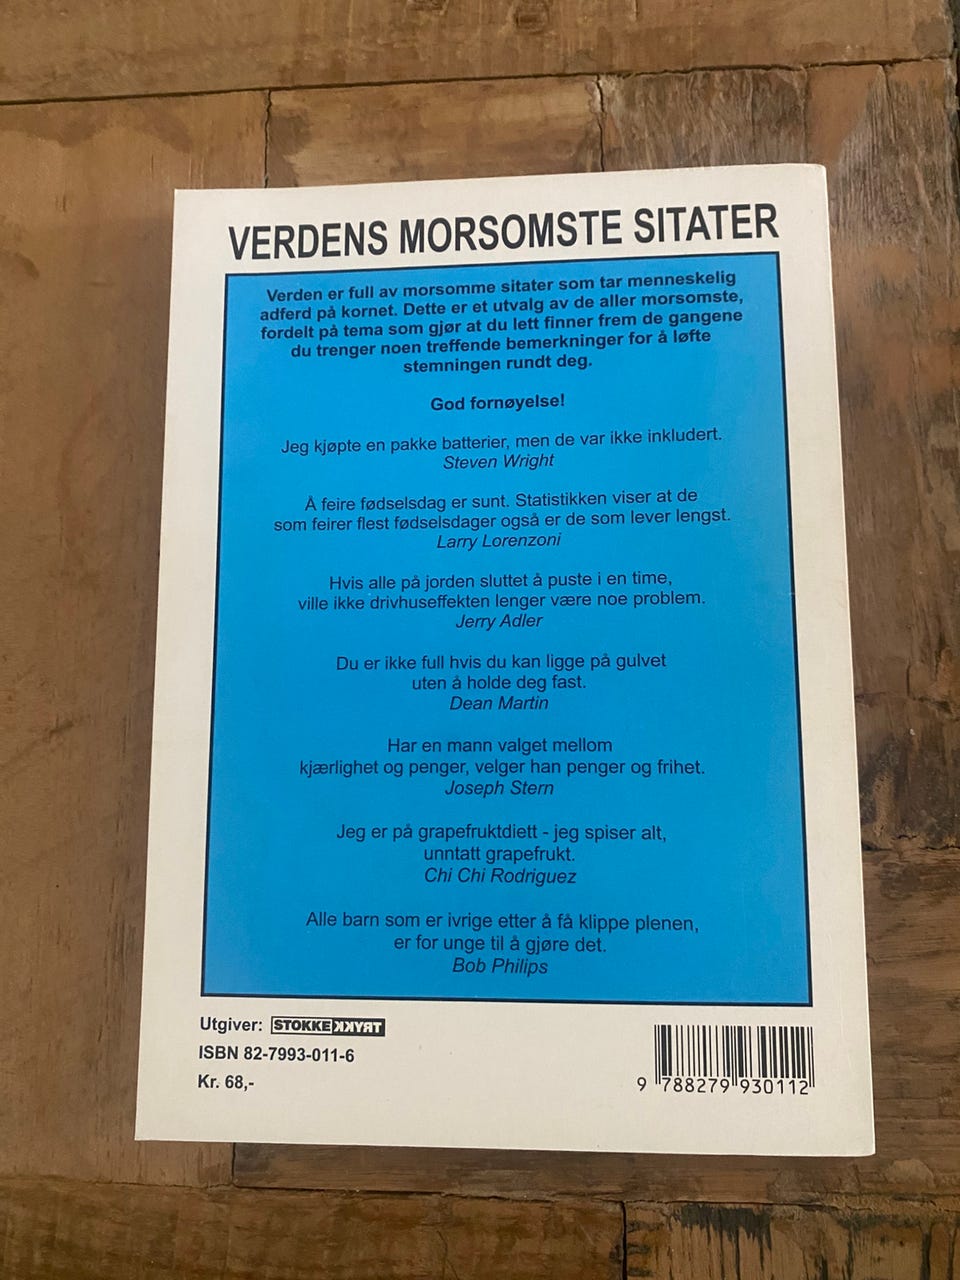 VERDENS MORSOMSTE SITATER
Verden er full av morsomme sitater som tar menneskelig
adferd på kornet. Dette er et utvalg av de aller morsomste,
fordelt på tema som gjør at du lett finner frem de gangene
du trenger noen treffende bemerkninger for å løfte
stemningen rundt deg.
God fornøyelse!
Jeg kjøpte en pakke batterier, men de var ikke inkludert.
Steven Wright
Å feire fødselsdag er sunt. Statistikken viser at de
som feirer flest fødselsdager også er de som lever lengst.
Larry Lorenzoni
Hvis alle på jorden sluttet å puste i en time,
ville ikke drivhuseffekten lenger være noe problem.
Jerry Adler
Du er ikke full hvis du kan ligge på gulvet
uten å holde deg fast.
Dean Martin
Har en mann valget mellom
kjærlighet og penger, velger han penger og frihet.
Joseph Stern
Jeg er på grapefruktdiett - jeg spiser alt,
unntatt grapefrukt.
Chi Chi Rodriguez
Alle barn som er ivrige etter å få klippe plenen,
er for unge til å gjøre det.
Bob Philips
Utgiver: STOKKE TRYKK
ISBN 82-7993-011-6
Kr. 68,-
9 788279 930112